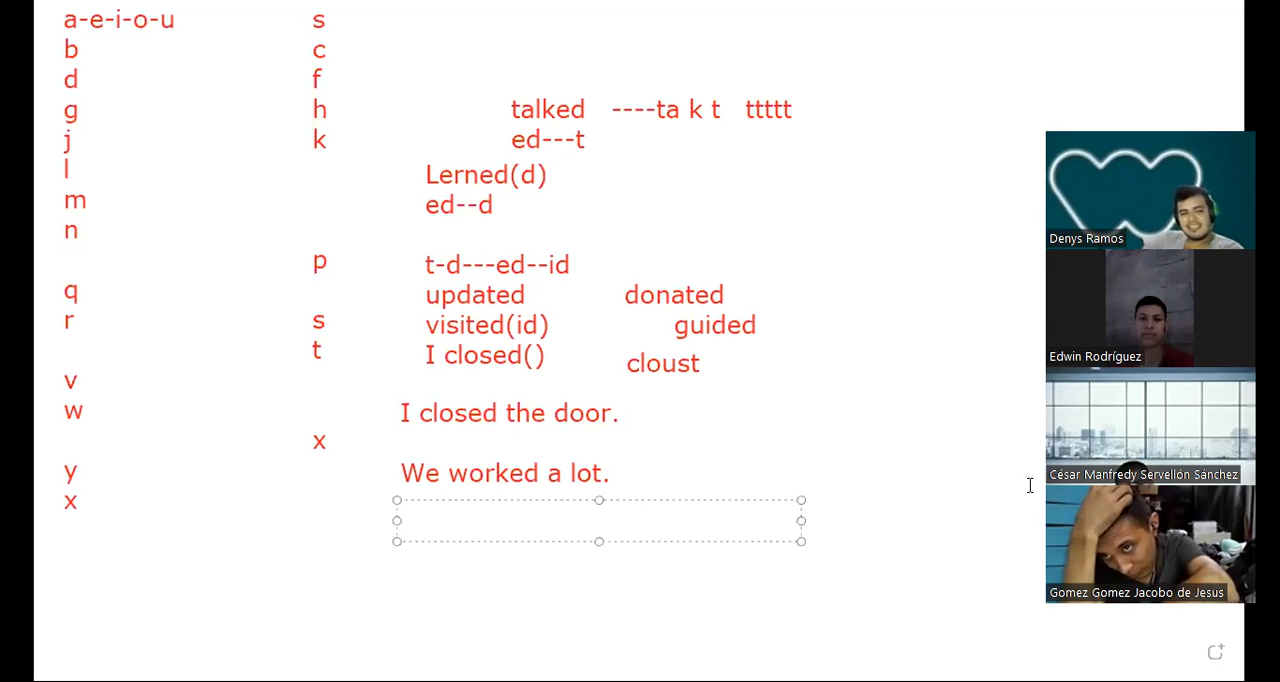 a-e-i-o-u
b
d
g
j
l
m
n
q
r
v
w
y
x
s
c
f
h
k
p
s
t
x
talked ----ta k t ttttt
ed---t
Lerned(d)
ed--d
t-d---ed--id
updated donated
visited(id) guided
I closed() cloust
I closed the door.
We worked a lot.
Denys Ramos
Edwin Rodríguez
César Manfredy Servellón Sánchez
Gomez Gomez Jacobo de Jesus